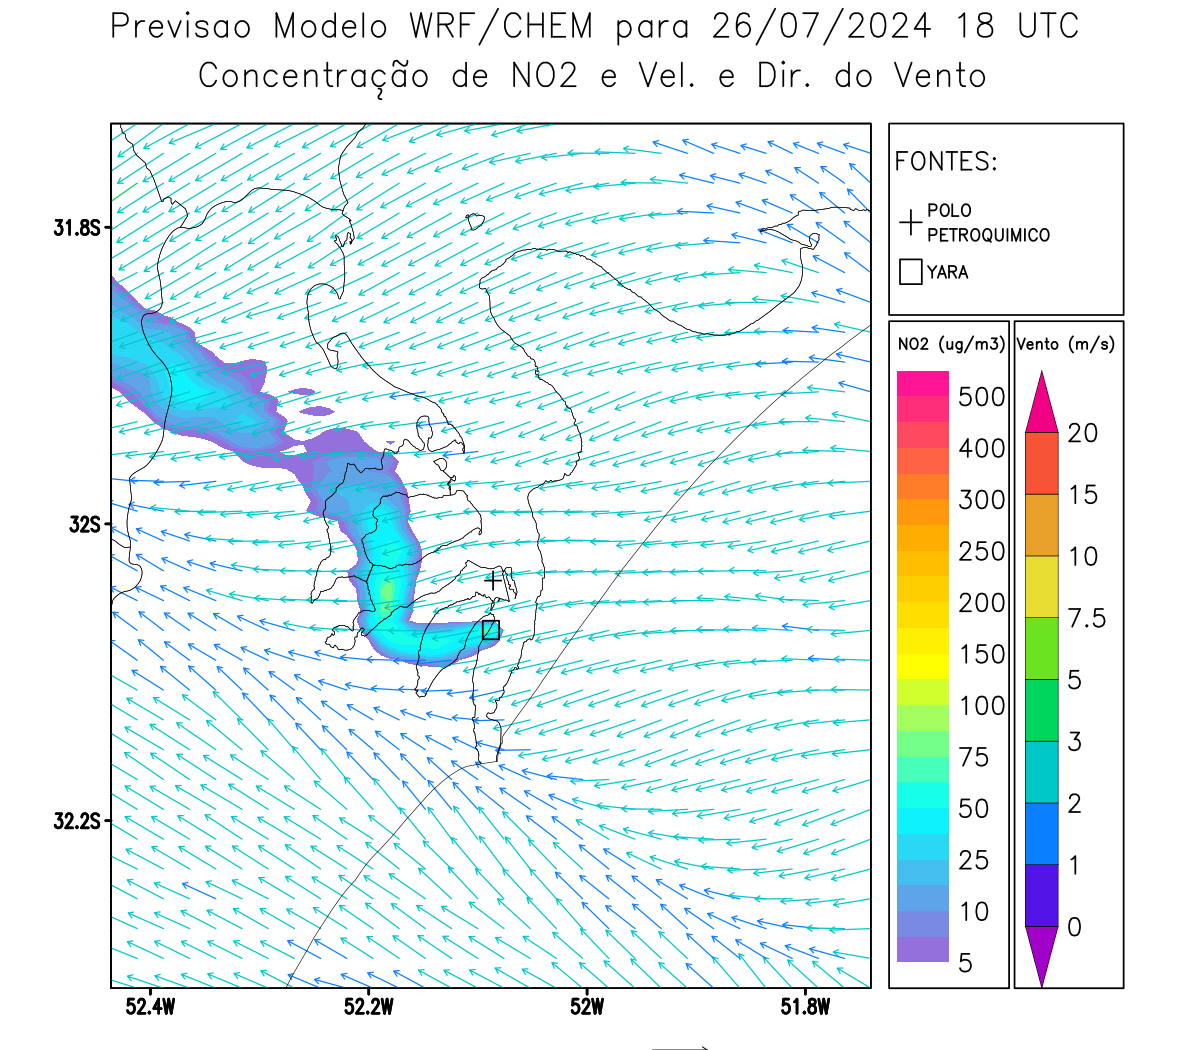 Previsao Modelo WRF/CHEM para 26/07/2024 18 UTC
Concentração de NO2 e Vel. e Dir. do Vento
FONTES:
POLO
PETROQUIMICO
YARA
NO2 (ug/m3)
500
400
300
250
200
150
100
75
50
25
10
5
Vento (m/s)
20
15
10
7.5
5
3
2
1
0
31.8S
32S
32.2S
52.4W
52.2W
52W
51.8W